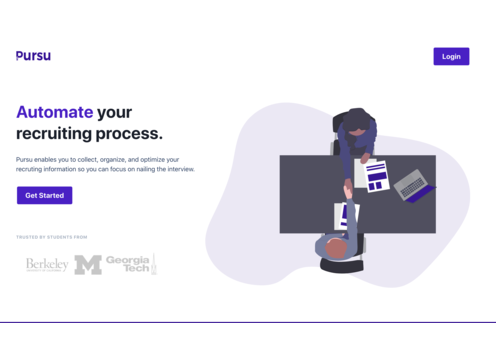 Pursu
Login
Automate your
recruiting process.
Pursu enables you to collect, organize, and optimize your
recruting information so you can focus on nailing the interview.
Get Started
TRUSTED BY STUDENTS FROM
Berkeley
M
Georgia
Tech